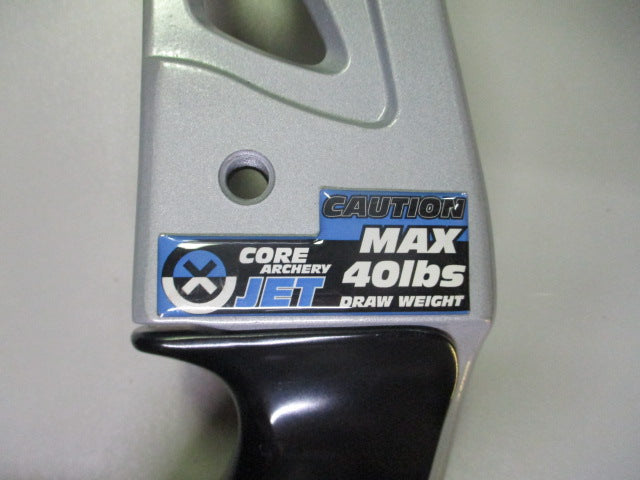 CAUTION
MAX
40lbs
DRAW WEIGHT
CORE
ARCHERY
JET